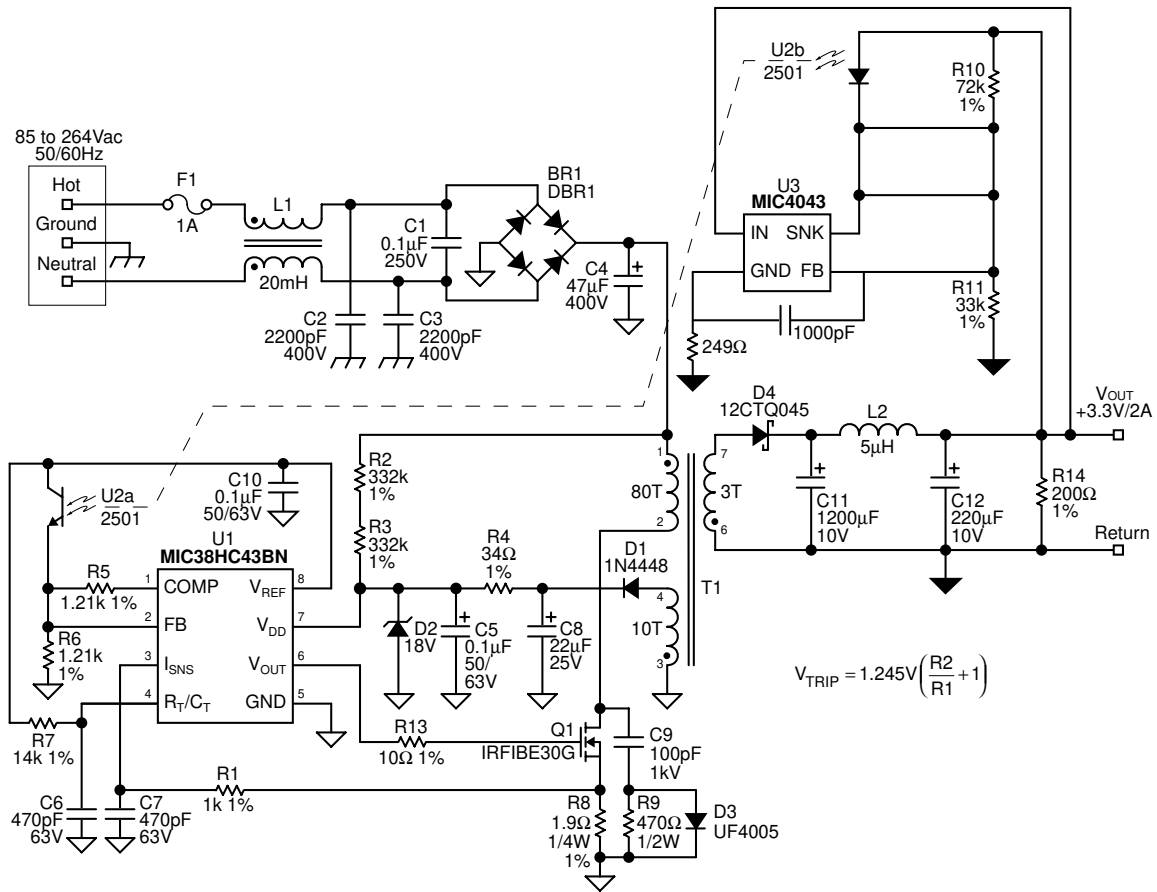 85 to 264Vac
50/60Hz
Hot
Ground
Neutral
F1
1A
L1
20mH
C1
0.1µF
250V
C2
2200pF
400V
C3
2200pF
400V
BR1
DBR1
C4
47µF
400V
U2b
2501
R10
72k
1%
U3
MIC4043
IN
SNK
GND
FB
R11
33k
1%
1000pF
249Ω
D4
12CTQ045
L2
5µH
VOUT
+3.3V/2A
C11
1200µF
10V
C12
220µF
10V
R14
200Ω
1%
Return
1
2
80T
7
3T
6
4
10T
3
T1
R2
332k
1%
R3
332k
1%
R4
34Ω
1%
D1
1N4448
D2
18V
C5
0.1µF
50/
63V
C8
22µF
25V
C10
0.1µF
50/63V
U2a
2501
U1
MIC38HC43BN
R5
1.21k 1%
R6
1.21k
1%
1
COMP
2
FB
3
ISNS
4
RT/CT
VREF
8
VDD
7
VOUT
6
GND
5
R7
14k 1%
C6
470pF
63V
C7
470pF
63V
R1
1k 1%
R13
10Ω 1%
Q1
IRFIBE30G
C9
100pF
1kV
R8
1.9Ω
1/4W
1%
R9
470Ω
1/2W
D3
UF4005
VTRIP = 1.245V(R2/R1 + 1)